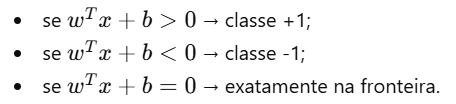 • se $w^T x + b > 0$ → classe +1;
• se $w^T x + b < 0$ → classe -1;
• se $w^T x + b = 0$ → exatamente na fronteira.